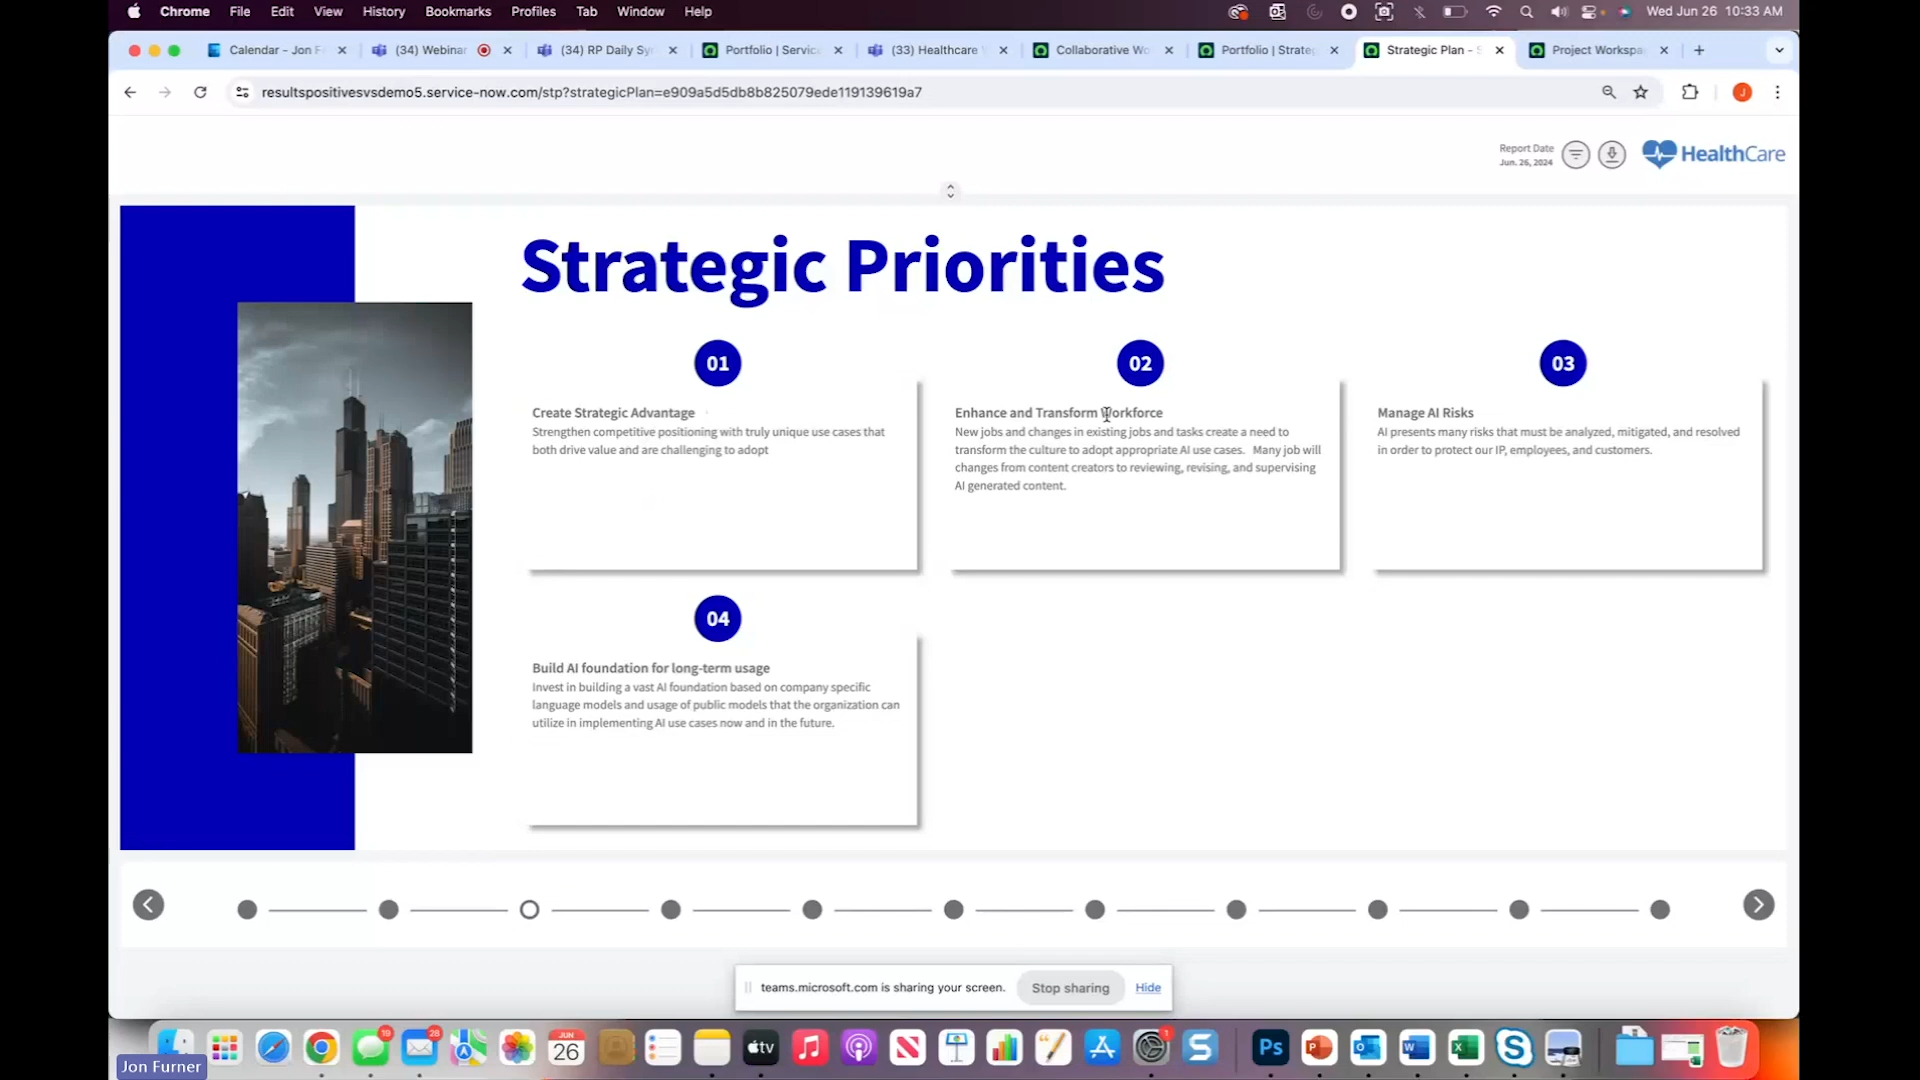 Chrome File Edit View History Bookmarks Profiles Tab Window Help Wed Jun 26 10:33 AM
Calendar - Jon F (34) Webinar (34) RP Daily Sy Portfolio | Service (33) Healthcare Collaborative Wo Portfolio | Strate Strategic Plan - S Project Workspa
resultspositivesvsdemo5.service-now.com/stp?strategicPlan=e909a5d5db8b825079ede119139619a7
Report Date
Jun. 26, 2024
HealthCare
Strategic Priorities
01
Create Strategic Advantage
Strengthen competitive positioning with truly unique use cases that
both drive value and are challenging to adopt
02
Enhance and Transform Workforce
New jobs and changes in existing jobs and tasks create a need to
transform the culture to adopt appropriate AI use cases. Many job will
changes from content creators to reviewing, revising, and supervising
AI generated content.
03
Manage AI Risks
AI presents many risks that must be analyzed, mitigated, and resolved
in order to protect our IP, employees, and customers.
04
Build AI foundation for long-term usage
Invest in building a vast AI foundation based on company specific
language models and usage of public models that the organization can
utilize in implementing AI use cases now and in the future.
teams.microsoft.com is sharing your screen. Stop sharing Hide
19 28 JUN 26 tv 1 Ps
Jon Furner